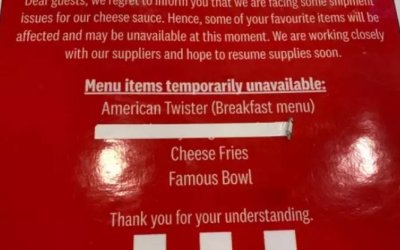 Dear guests, we regret to inform you that we are facing some shipment
issues for our cheese sauce. Hence, some of your favourite items will be
affected and may be unavailable at this moment. We are working closely
with our suppliers and hope to resume supplies soon.
Menu items temporarily unavailable:
American Twister (Breakfast menu)
Cheese Fries
Famous Bowl
Thank you for your understanding.